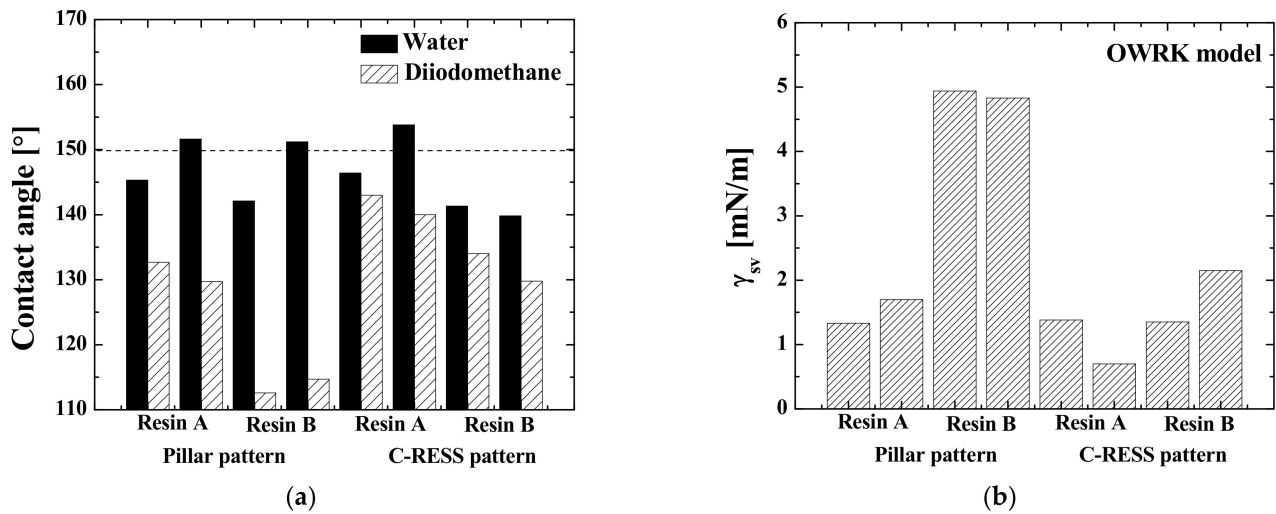 170
160
150
140
130
120
110
Contact angle [°]
Water
Diiodomethane
Resin A
Resin B
Resin A
Resin B
Pillar pattern
C-RESS pattern
(a)
6
5
4
3
2
1
0
γsv [mN/m]
OWRK model
Resin A
Resin B
Resin A
Resin B
Pillar pattern
C-RESS pattern
(b)